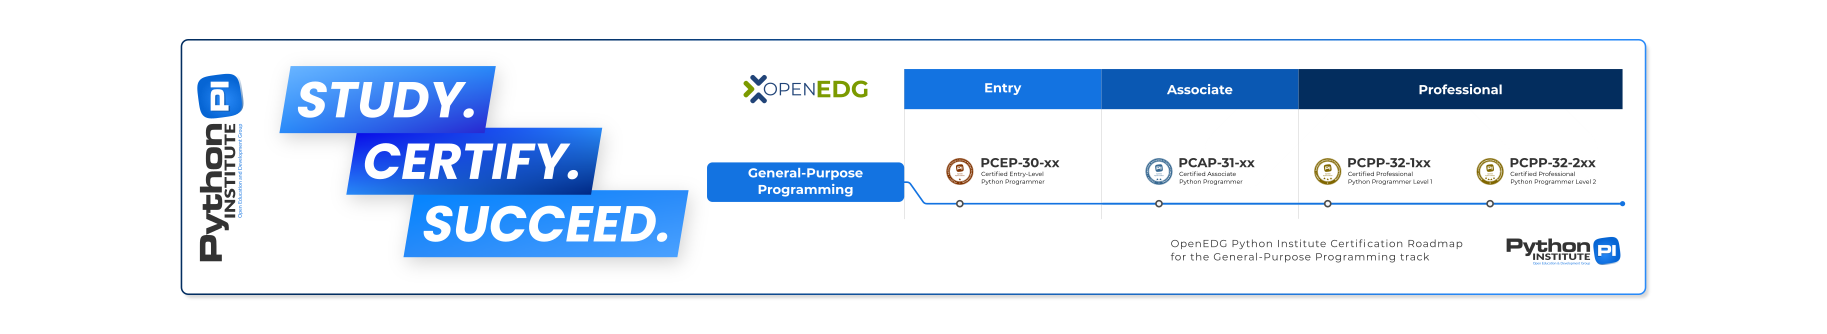 Python
INSTITUTE
Open Education and Development Group
PI
STUDY.
CERTIFY.
SUCCEED.
OPENEDG
Entry
Associate
Professional
General-Purpose
Programming
PCEP-30-xx
Certified Entry-Level
Python Programmer
PCAP-31-xx
Certified Associate
Python Programmer
PCPP-32-1xx
Certified Professional
Python Programmer Level 1
PCPP-32-2xx
Certified Professional
Python Programmer Level 2
OpenEDG Python Institute Certification Roadmap
for the General-Purpose Programming track
Python
INSTITUTE
Open Education & Development Group
PI